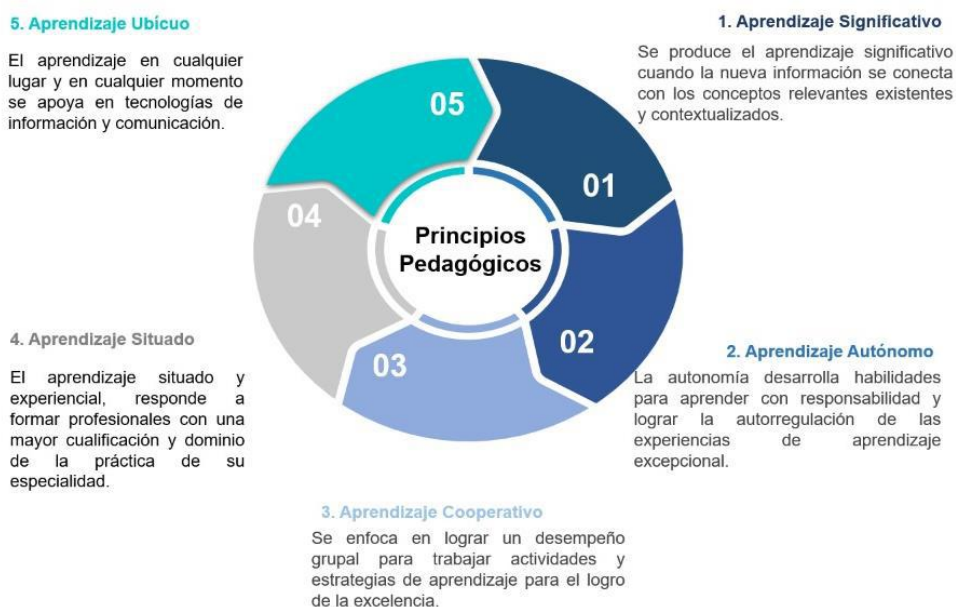 5. Aprendizaje Ubícuo
El aprendizaje en cualquier
lugar y en cualquier momento
se apoya en tecnologías de
información y comunicación.
1. Aprendizaje Significativo
Se produce el aprendizaje significativo
cuando la nueva información se conecta
con los conceptos relevantes existentes
y contextualizados.
05
01
04
Principios
Pedagógicos
02
03
4. Aprendizaje Situado
El aprendizaje situado y
experiencial, responde a
formar profesionales con una
mayor cualificación y dominio
de la práctica de su
especialidad.
2. Aprendizaje Autónomo
La autonomía desarrolla habilidades
para aprender con responsabilidad y
lograr la autorregulación de las
experiencias de aprendizaje
excepcional.
3. Aprendizaje Cooperativo
Se enfoca en lograr un desempeño
grupal para trabajar actividades y
estrategias de aprendizaje para el logro
de la excelencia.